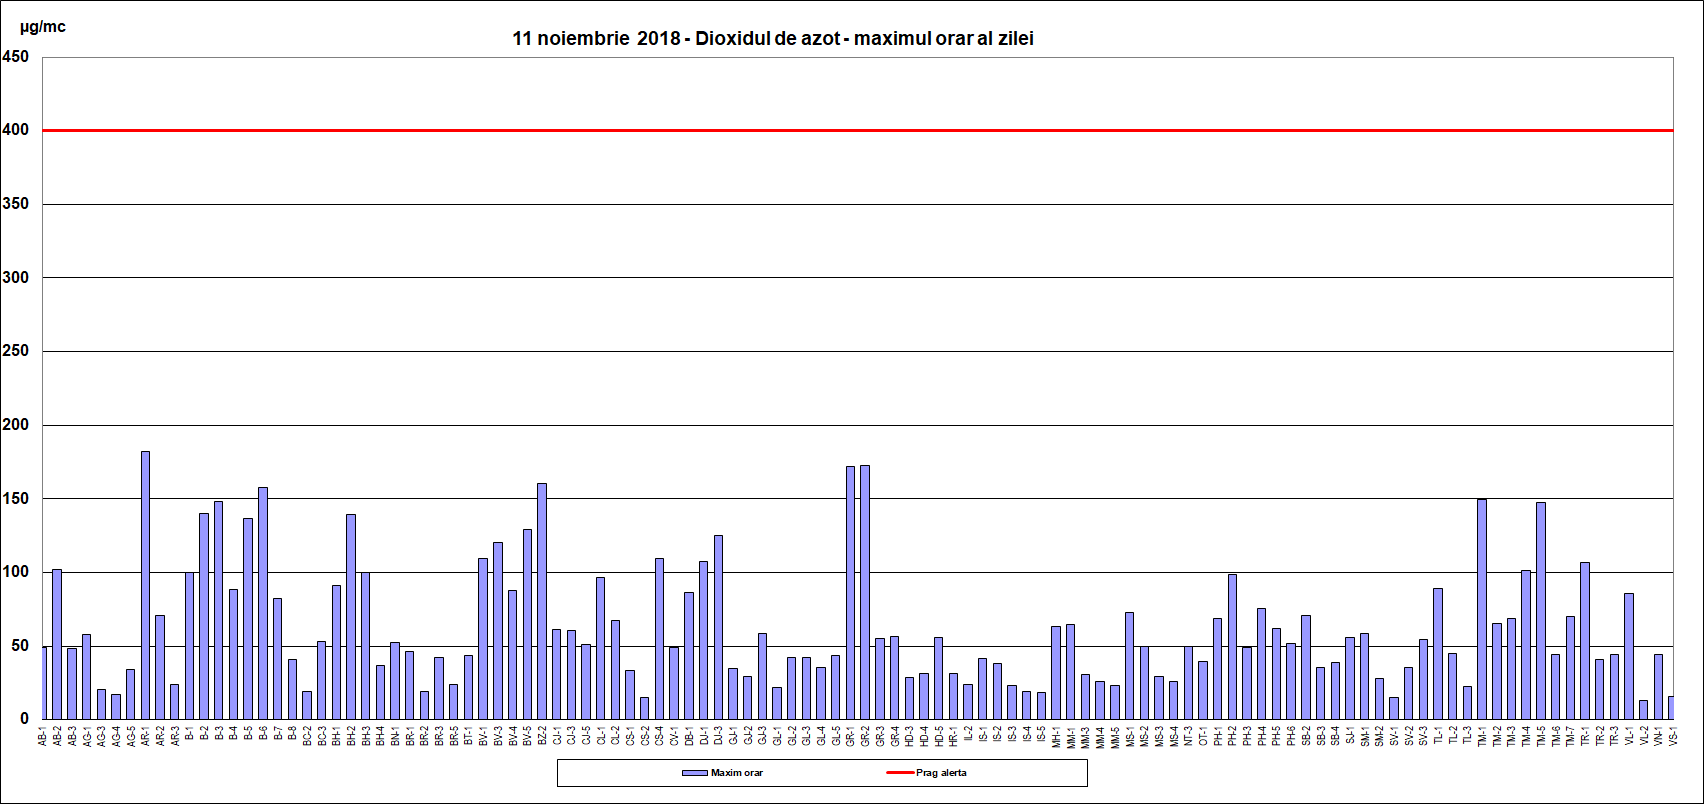 µg/mc
11 noiembrie 2018 - Dioxidul de azot - maximul orar al zilei
450
400
350
300
250
200
150
100
50
0
AB-1 AB-2 AB-3 AG-1 AG-3 AG-4 AG-5 AR-1 AR-2 AR-3 B-1 B-2 B-3 B-4 B-5 B-6 B-7 B-8 BC-2 BC-3 BH-1 BH-2 BH-3 BH-4 BN-1 BR-1 BR-2 BR-3 BR-5 BT-1 BV-1 BV-3 BV-4 BV-5 BZ-2 CJ-1 CJ-3 CJ-5 CL-1 CL-2 CS-1 CS-2 CS-4 CV-1 DB-1 DJ-1 DJ-3 GJ-1 GJ-2 GJ-3 GL-1 GL-2 GL-3 GL-4 GL-5 GR-1 GR-2 GR-3 GR-4 HD-3 HD-4 HD-5 HR-1 IL-2 IS-1 IS-2 IS-3 IS-4 IS-5 MH-1 MM-1 MM-3 MM-4 MM-5 MS-1 MS-2 MS-3 MS-4 NT-3 OT-1 PH-1 PH-2 PH-3 PH-4 PH-5 PH-6 SB-2 SB-3 SB-4 SJ-1 SM-1 SM-2 SV-1 SV-2 SV-3 TL-1 TL-2 TL-3 TM-1 TM-2 TM-3 TM-4 TM-5 TM-6 TM-7 TR-1 TR-2 TR-3 VL-1 VL-2 VN-1 VS-1
Maxim orar Prag alerta